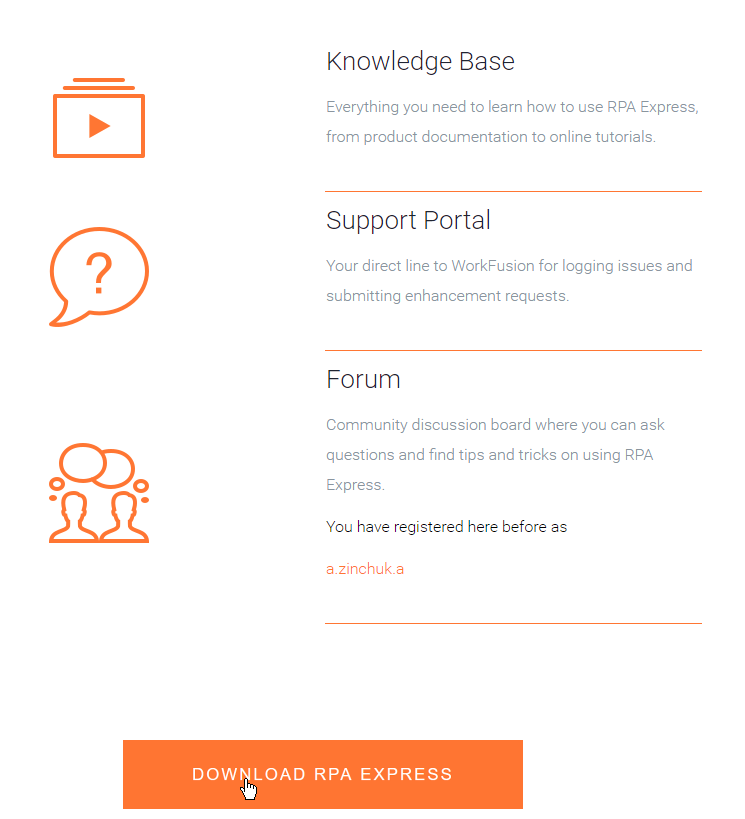 Knowledge Base
Everything you need to learn how to use RPA Express,
from product documentation to online tutorials.
?
Support Portal
Your direct line to WorkFusion for logging issues and
submitting enhancement requests.
Forum
Community discussion board where you can ask
questions and find tips and tricks on using RPA
Express.
You have registered here before as
a.zinchuk.a
DOWNLOAD RPA EXPRESS